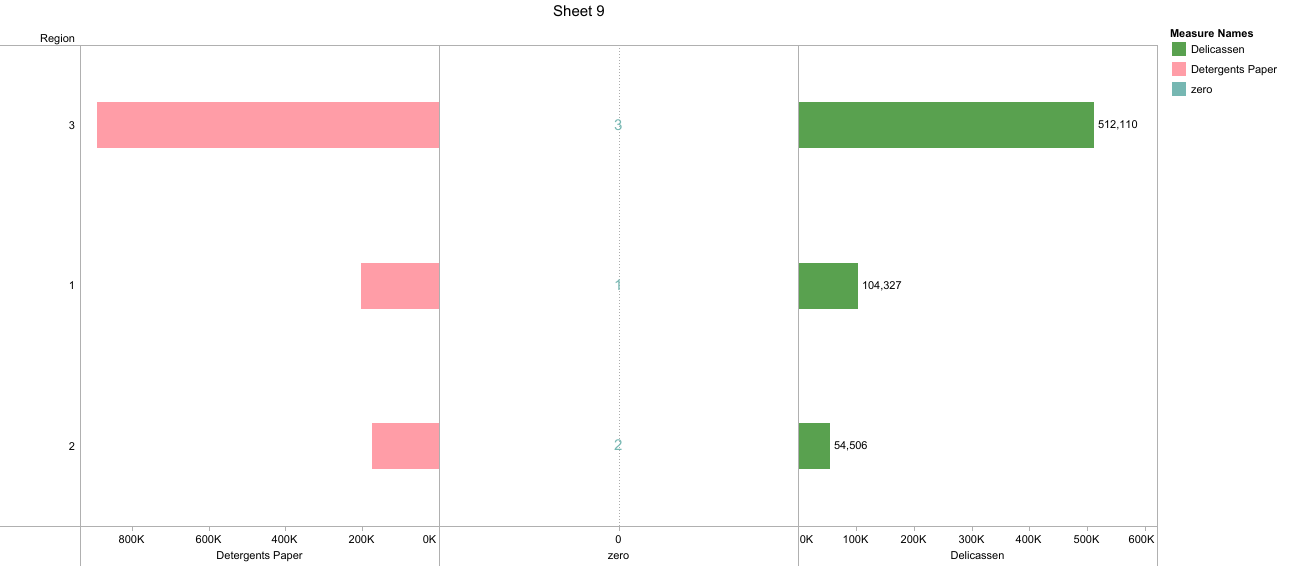 Sheet 9
Region
Measure Names
Delicassen
Detergents Paper
zero
3
3
512,110
1
1
104,327
2
2
54,506
800K 600K 400K 200K 0K
0
0K 100K 200K 300K 400K 500K 600K
Detergents Paper
zero
Delicassen